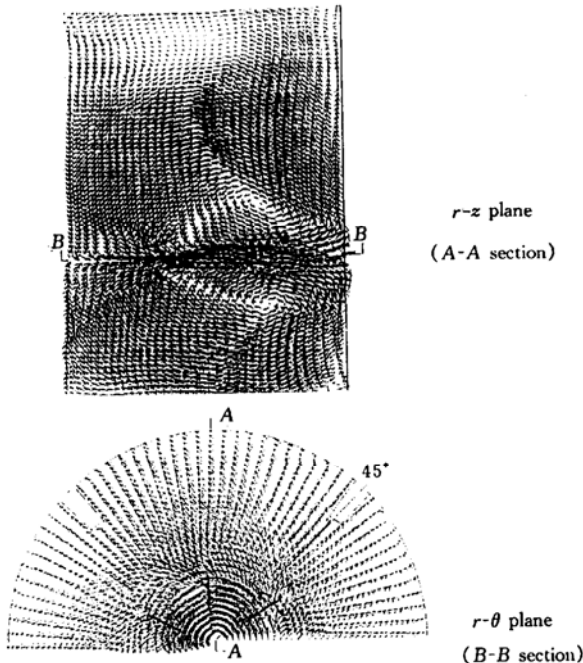 B
B
r-z plane
(A-A section)
A
45°
A
r-θ plane
(B-B section)